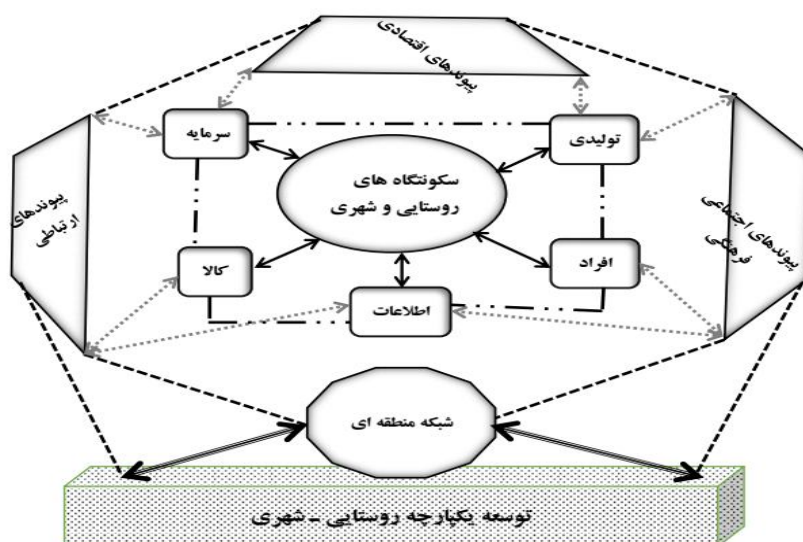 پیوندهای اقتصادی
سرمایه
تولیدی
سکونتگاه های
روستایی و شهری
پیوندهای اجتماعی
فرهنگی
پیوندهای
ارتباطی
کالا
افراد
اطلاعات
شبکه منطقه ای
توسعه یکپارچه روستایی ـ شهری